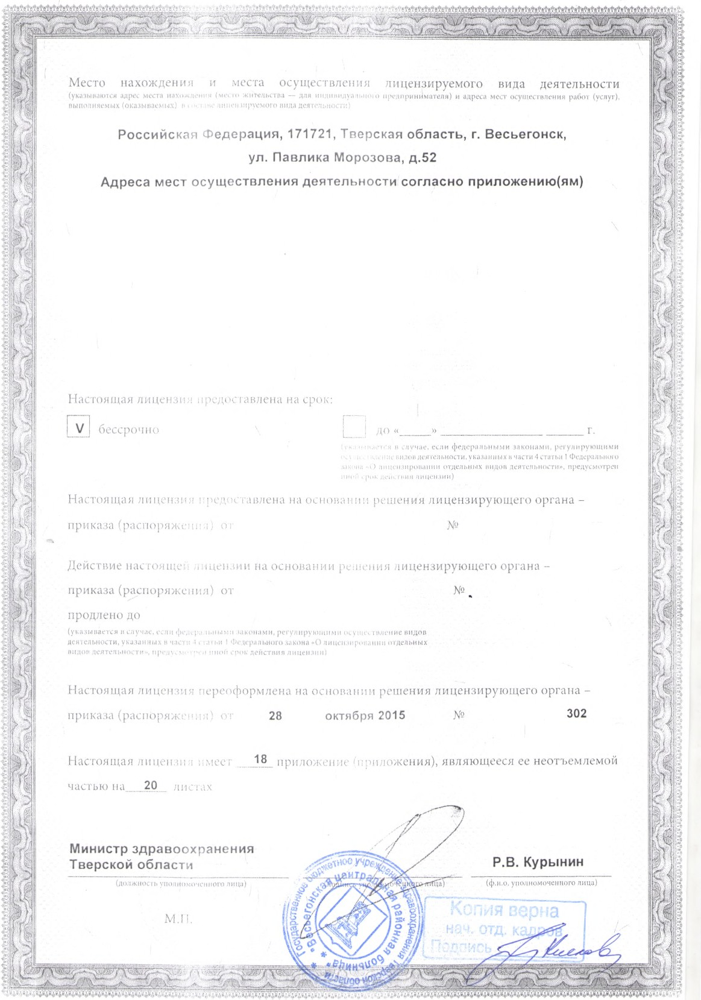 Место нахождения и места осуществления лицензируемого вида деятельности
(указываются адрес места нахождения (место жительства — для индивидуального предпринимателя) и адреса мест осуществления работ (услуг),
выполняемых (оказываемых) в составе лицензируемого вида деятельности)
Российская Федерация, 171721, Тверская область, г. Весьегонск,
ул. Павлика Морозова, д.52
Адреса мест осуществления деятельности согласно приложению(ям)
Настоящая лицензия предоставлена на срок:
V бессрочно до «_____» ________________ ______ г.
(указывается в случае, если федеральными законами, регулирующими
осуществление видов деятельности, указанных в части 4 статьи 1 Федерального
закона «О лицензировании отдельных видов деятельности», предусмотрен
иной срок действия лицензии)
Настоящая лицензия предоставлена на основании решения лицензирующего органа –
приказа (распоряжения) от №
Действие настоящей лицензии на основании решения лицензирующего органа –
приказа (распоряжения) от №
продлено до
(указывается в случае, если федеральными законами, регулирующими осуществление видов
деятельности, указанных в части 4 статьи 1 Федерального закона «О лицензировании отдельных
видов деятельности», предусмотрен иной срок действия лицензии)
Настоящая лицензия переоформлена на основании решения лицензирующего органа –
приказа (распоряжения) от 28 октября 2015 № 302
Настоящая лицензия имеет 18 приложение (приложения), являющееся ее неотъемлемой
частью на 20 листах
Министр здравоохранения
Тверской области
Р.В. Курынин
(должность уполномоченного лица) (подпись уполномоченного лица) (ф.и.о. уполномоченного лица)
М.П.
Государственное бюджетное учреждение здравоохранения Тверской области
"Весьегонская центральная районная больница"
Копия верна
нач. отд. кадров
Подпись